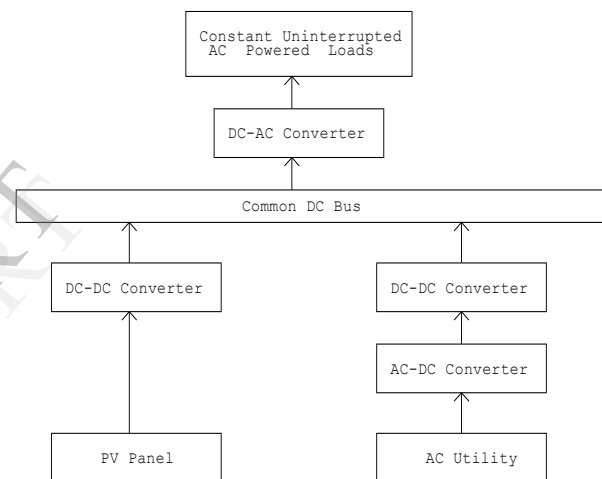 Constant Uninterrupted
AC Powered Loads
DC-AC Converter
Common DC Bus
DC-DC Converter
DC-DC Converter
AC-DC Converter
PV Panel
AC Utility
RT